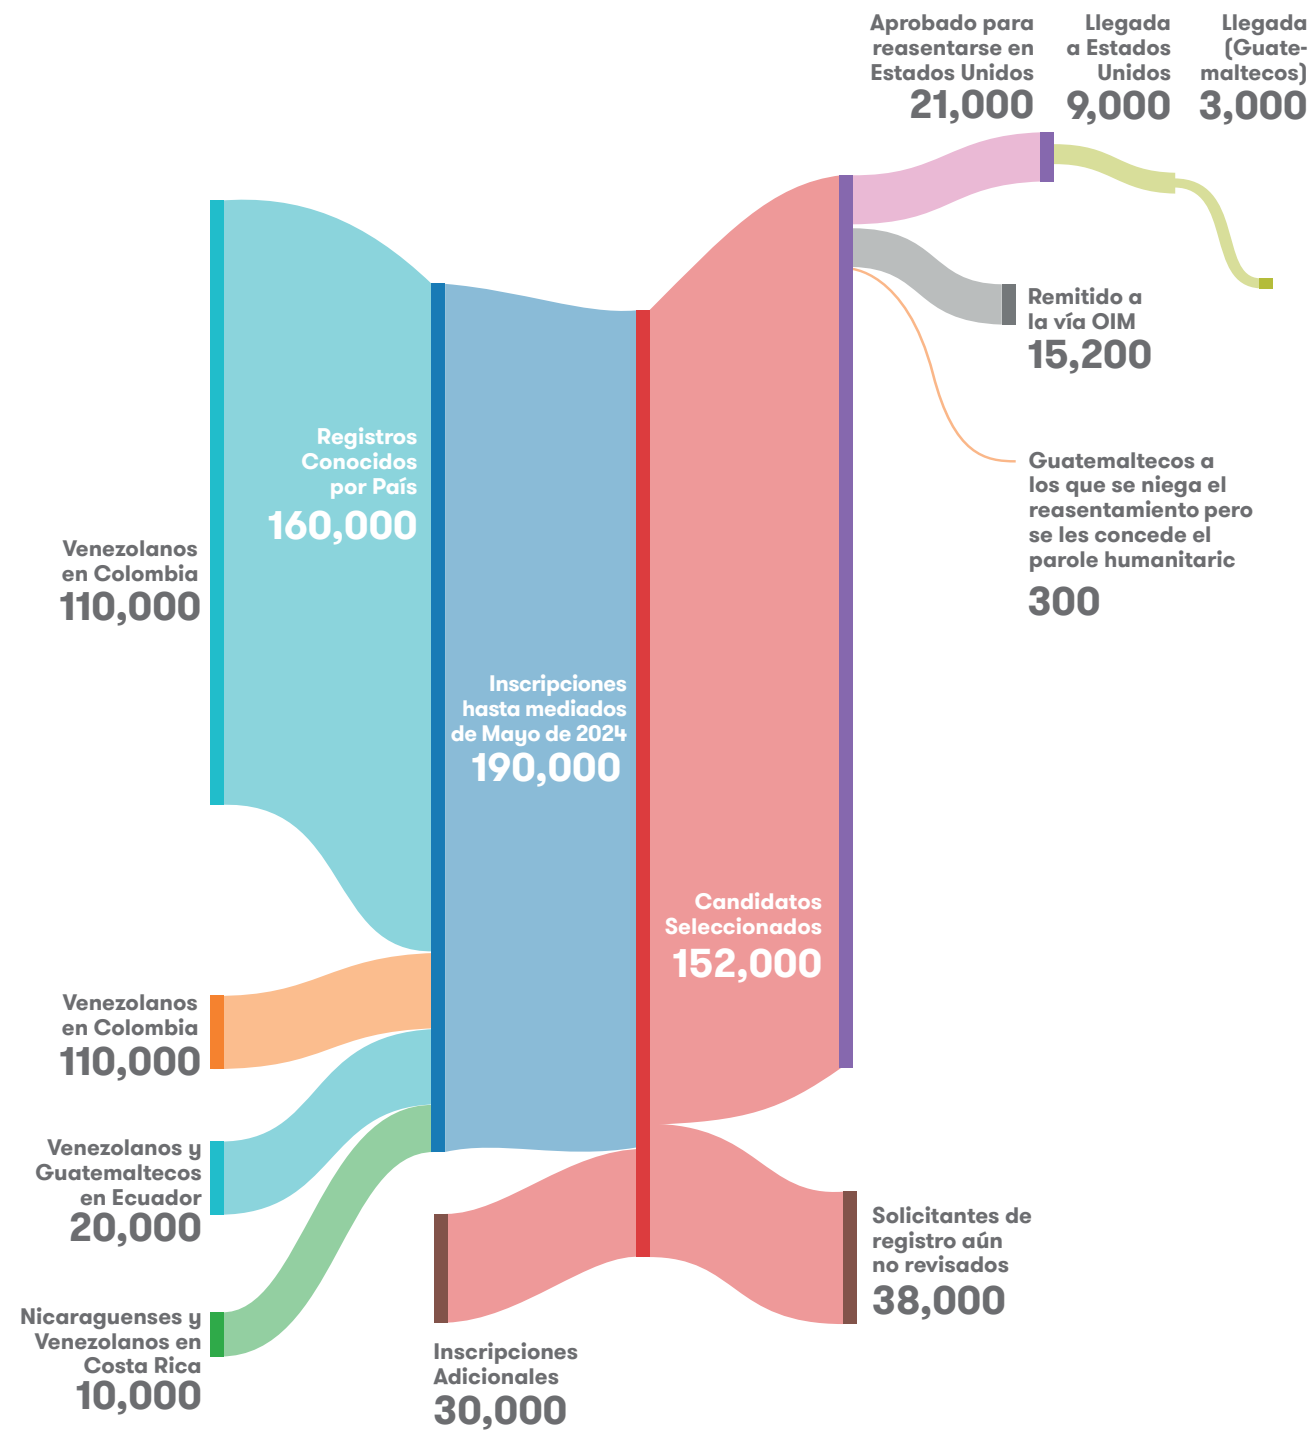 Aprobado para
reasentarse en
Estados Unidos
21,000
Llegada
a Estados
Unidos
9,000
Llegada
(Guate-
maltecos)
3,000
Remitido a
la vía OIM
15,200
Guatemaltecos a
los que se niega el
reasentamiento pero
se les concede el
parole humanitaric
300
Registros
Conocidos
por País
160,000
Venezolanos
en Colombia
110,000
Inscripciones
hasta mediados
de Mayo de 2024
190,000
Candidatos
Seleccionados
152,000
Venezolanos
en Colombia
110,000
Venezolanos y
Guatemaltecos
en Ecuador
20,000
Nicaraguenses y
Venezolanos en
Costa Rica
10,000
Inscripciones
Adicionales
30,000
Solicitantes de
registro aún
no revisados
38,000